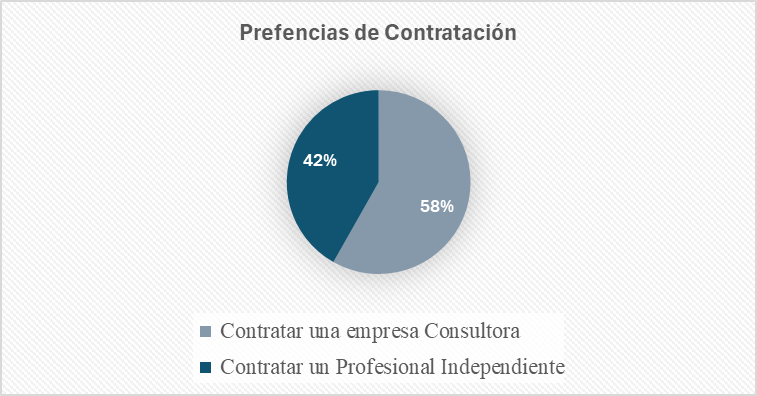 Prefencias de Contratación
42%
58%
Contratar una empresa Consultora
Contratar un Profesional Independiente